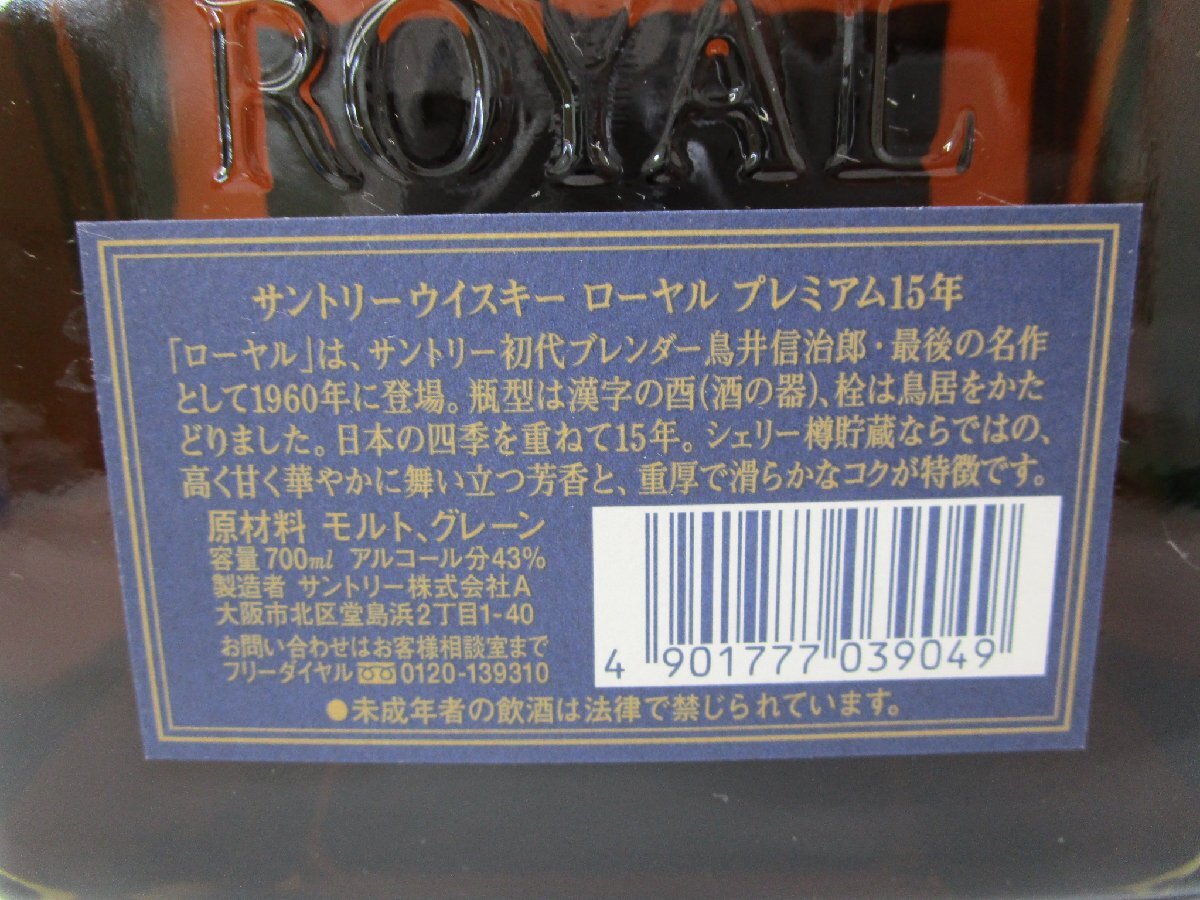 ROYAL
サントリーウイスキー ローヤル プレミアム15年
「ローヤル」は、サントリー初代ブレンダー鳥井信治郎・最後の名作
として1960年に登場。瓶型は漢字の酉(酒の器)、栓は鳥居をかた
どりました。日本の四季を重ねて15年。シェリー樽貯蔵ならではの、
高く甘く華やかに舞い立つ芳香と、重厚で滑らかなコクが特徴です。
原材料 モルト、グレーン
容量700ml アルコール分43%
製造者 サントリー株式会社A
大阪市北区堂島浜2丁目1-40
お問い合わせはお客様相談室まで
フリーダイヤル 0120-139310
4 901777 039049
●未成年者の飲酒は法律で禁じられています。